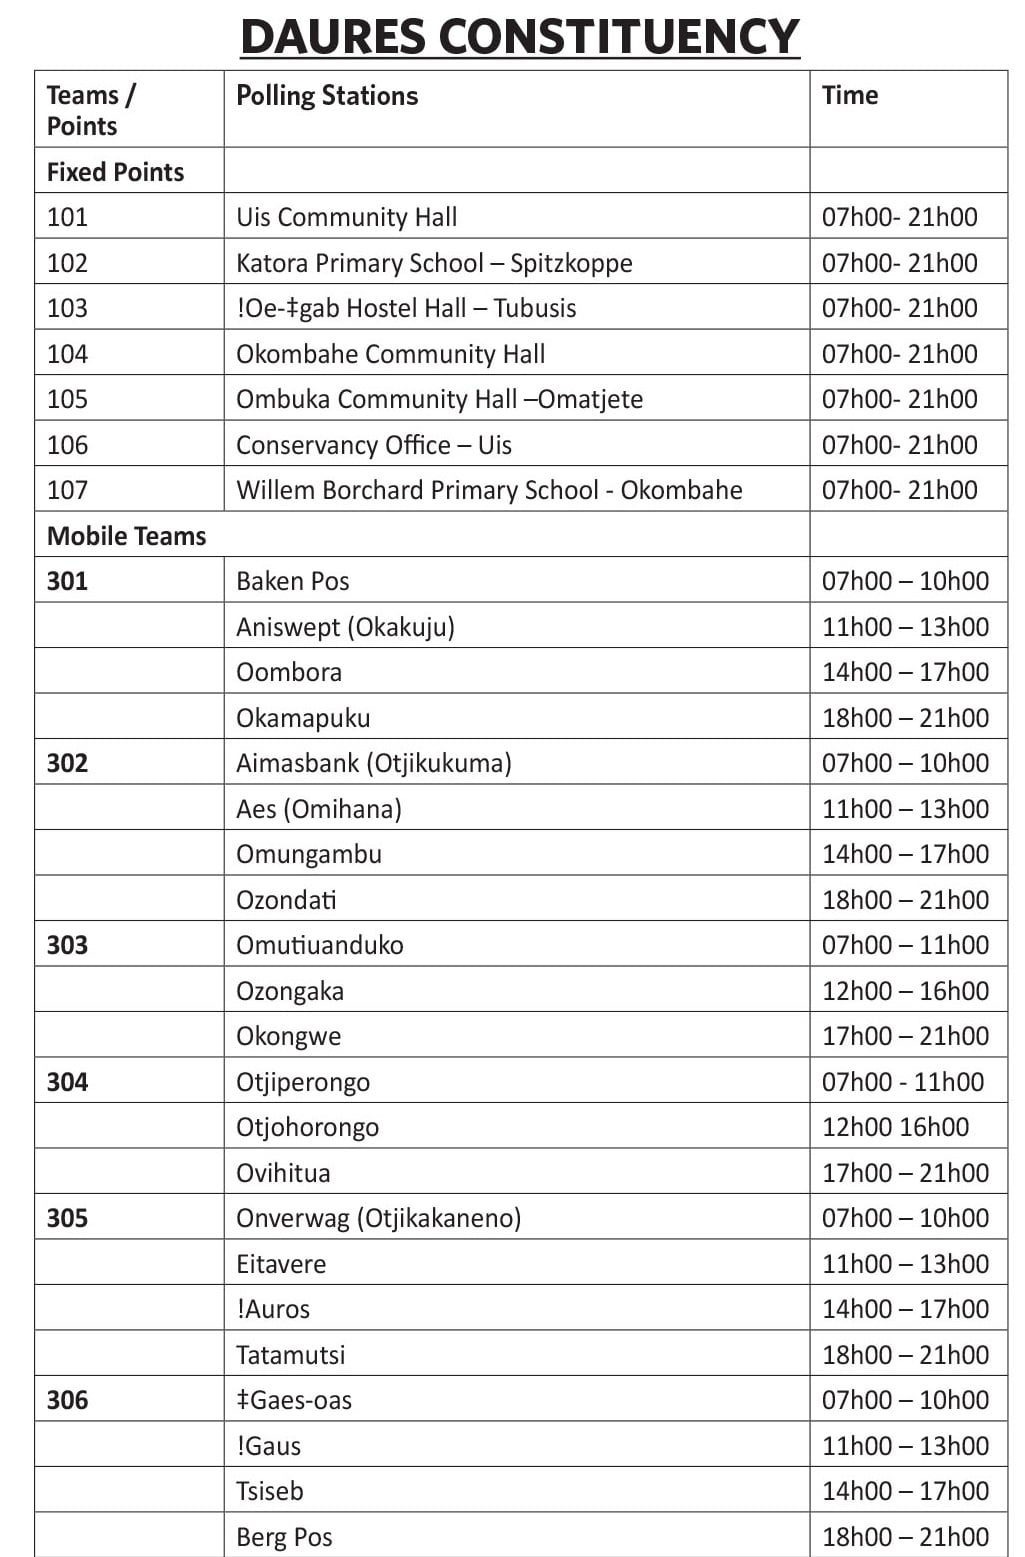 DAURES CONSTITUENCY
Teams / Points Polling Stations Time
Fixed Points
101 Uis Community Hall 07h00- 21h00
102 Katora Primary School – Spitzkoppe 07h00- 21h00
103 !Oe-‡gab Hostel Hall – Tubusis 07h00- 21h00
104 Okombahe Community Hall 07h00- 21h00
105 Ombuka Community Hall –Omatjete 07h00- 21h00
106 Conservancy Office – Uis 07h00- 21h00
107 Willem Borchard Primary School - Okombahe 07h00- 21h00
Mobile Teams
301 Baken Pos 07h00 – 10h00
Aniswept (Okakuju) 11h00 – 13h00
Oombora 14h00 – 17h00
Okamapuku 18h00 – 21h00
302 Aimasbank (Otjikukuma) 07h00 – 10h00
Aes (Omihana) 11h00 – 13h00
Omungambu 14h00 – 17h00
Ozondati 18h00 – 21h00
303 Omutiuanduko 07h00 – 11h00
Ozongaka 12h00 – 16h00
Okongwe 17h00 – 21h00
304 Otjiperongo 07h00 - 11h00
Otjohorongo 12h00 16h00
Ovihitua 17h00 – 21h00
305 Onverwag (Otjikakaneno) 07h00 – 10h00
Eitavere 11h00 – 13h00
!Auros 14h00 – 17h00
Tatamutsi 18h00 – 21h00
306 ‡Gaes-oas 07h00 – 10h00
!Gaus 11h00 – 13h00
Tsiseb 14h00 – 17h00
Berg Pos 18h00 – 21h00